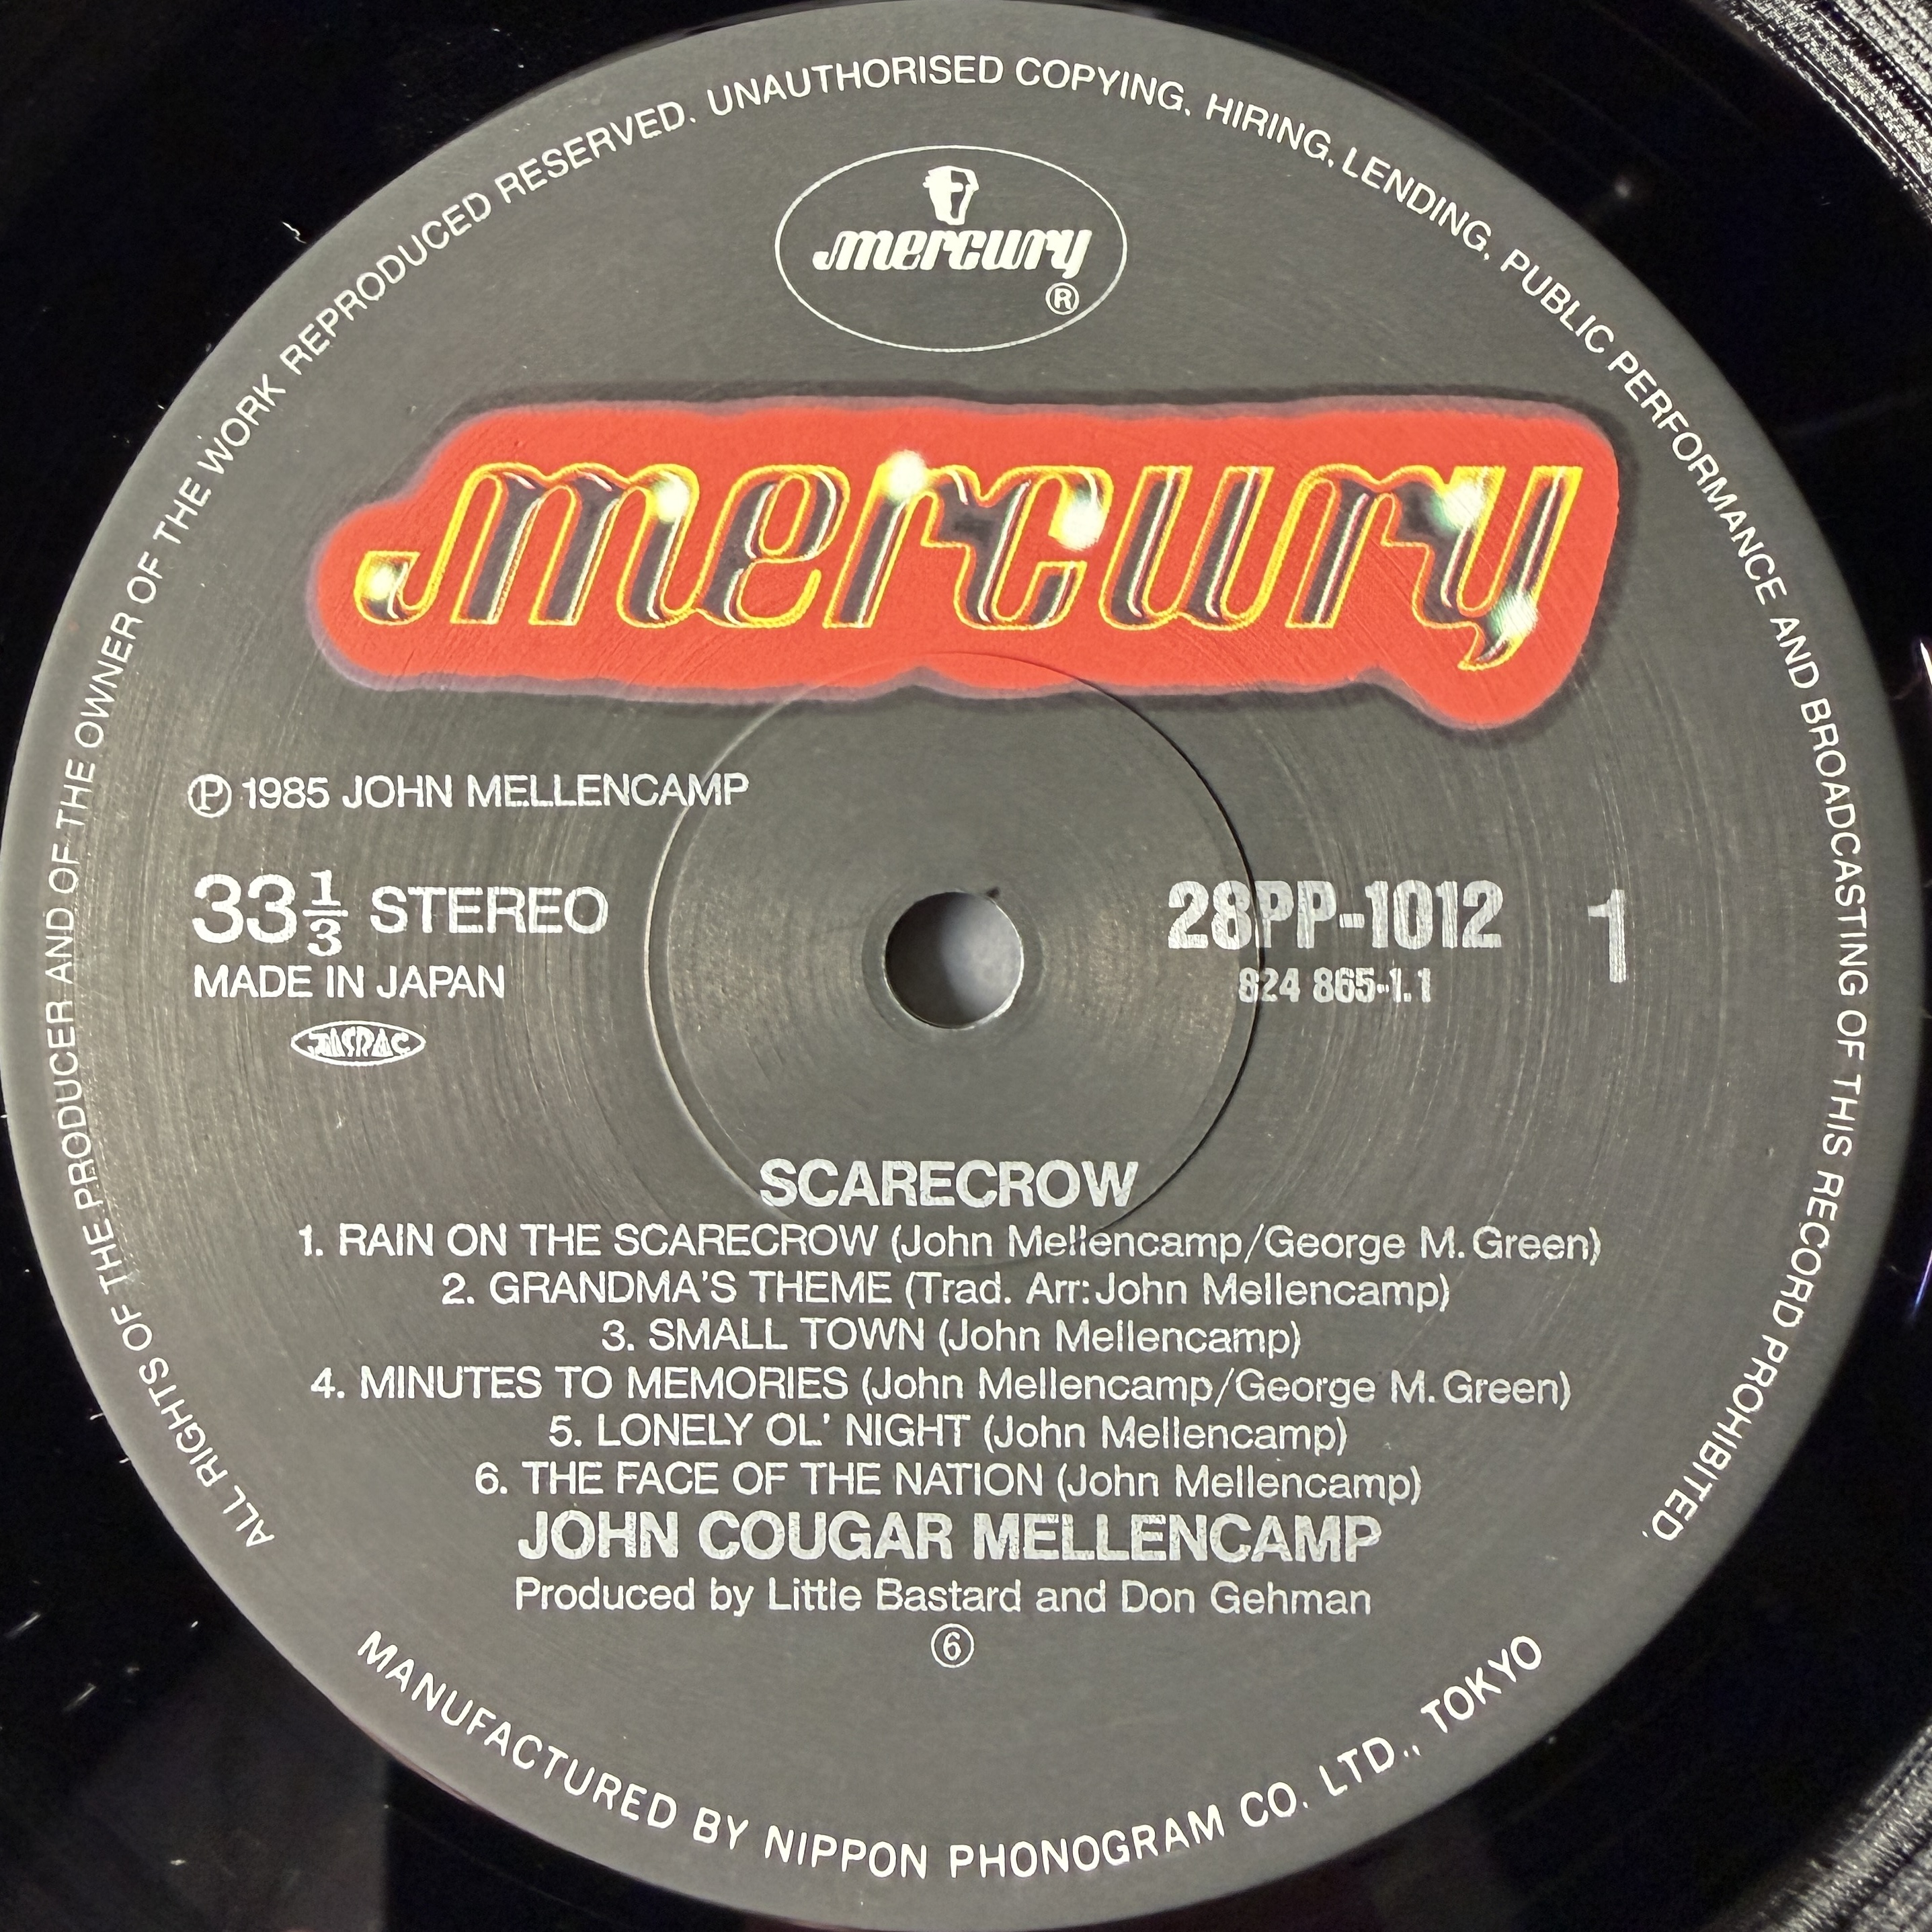 ALL RIGHTS OF THE PRODUCER AND OF THE OWNER OF THE WORK REPRODUCED RESERVED. UNAUTHORISED COPYING, HIRING, LENDING, PUBLIC PERFORMANCE AND BROADCASTING OF THIS RECORD PROHIBITED.
mercury
®
mercury
℗ 1985 JOHN MELLENCAMP
33 1/3 STEREO
MADE IN JAPAN
JASRAC
28PP-1012 1
824 865-1.1
SCARECROW
1. RAIN ON THE SCARECROW (John Mellencamp/George M. Green)
2. GRANDMA'S THEME (Trad. Arr: John Mellencamp)
3. SMALL TOWN (John Mellencamp)
4. MINUTES TO MEMORIES (John Mellencamp/George M. Green)
5. LONELY OL' NIGHT (John Mellencamp)
6. THE FACE OF THE NATION (John Mellencamp)
JOHN COUGAR MELLENCAMP
Produced by Little Bastard and Don Gehman
⑥
MANUFACTURED BY NIPPON PHONOGRAM CO. LTD., TOKYO